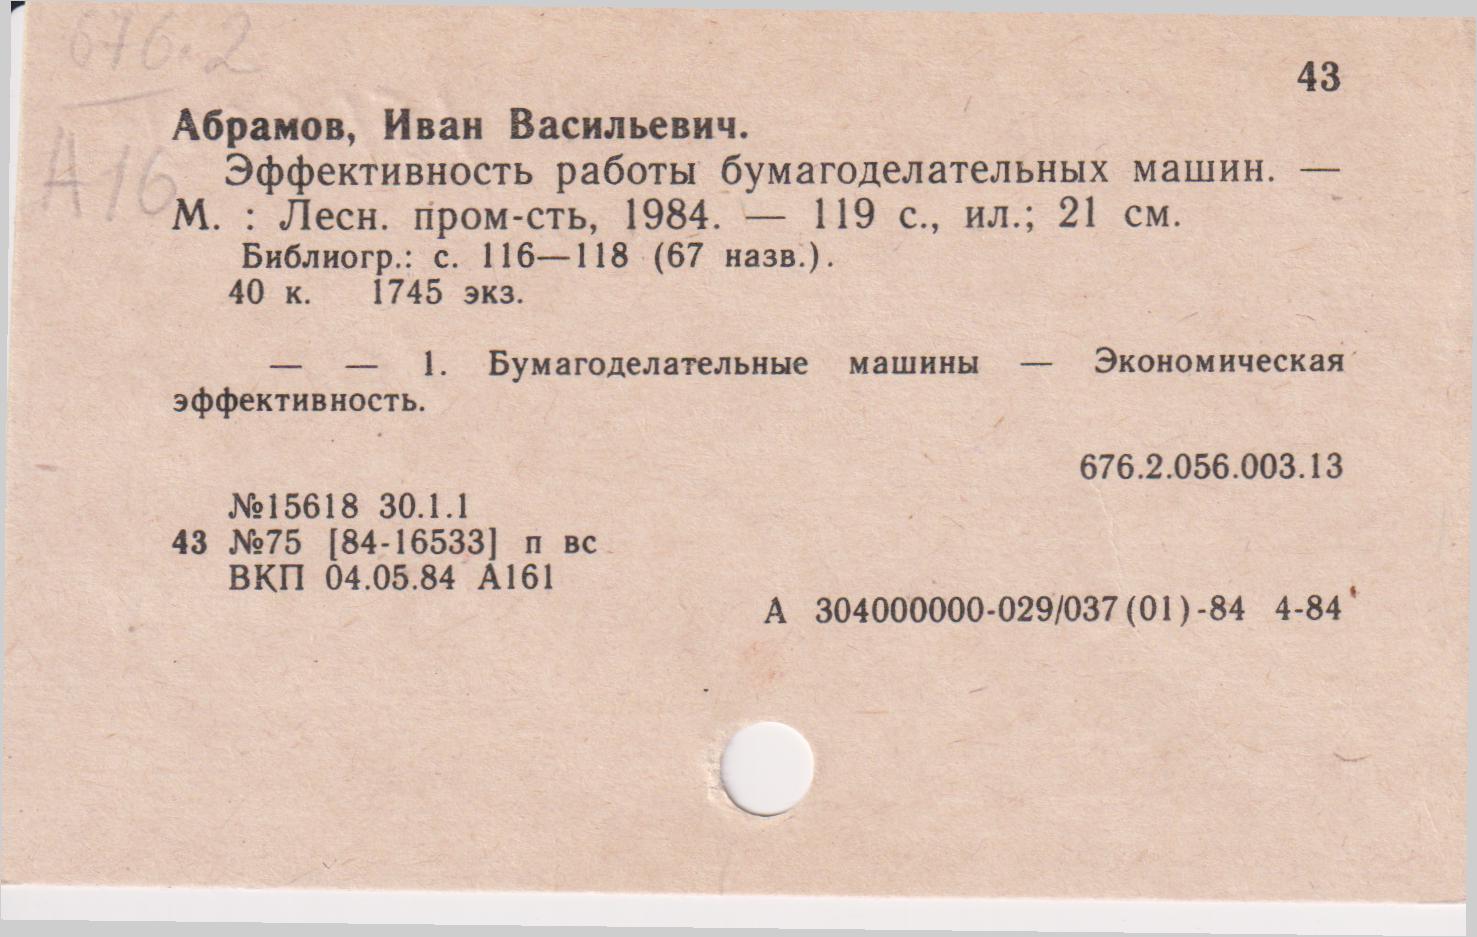 676.2
43
Абрамов, Иван Васильевич.
А16
Эффективность работы бумагоделательных машин. —
М. : Лесн. пром-сть, 1984. — 119 с., ил.; 21 см.
Библиогр.: с. 116—118 (67 назв.).
40 к. 1745 экз.
— — 1. Бумагоделательные машины — Экономическая
эффективность.
676.2.056.003.13
№15618 30.1.1
43 №75 [84-16533] п вс
ВКП 04.05.84 А161
А 304000000-029/037(01)-84 4-84